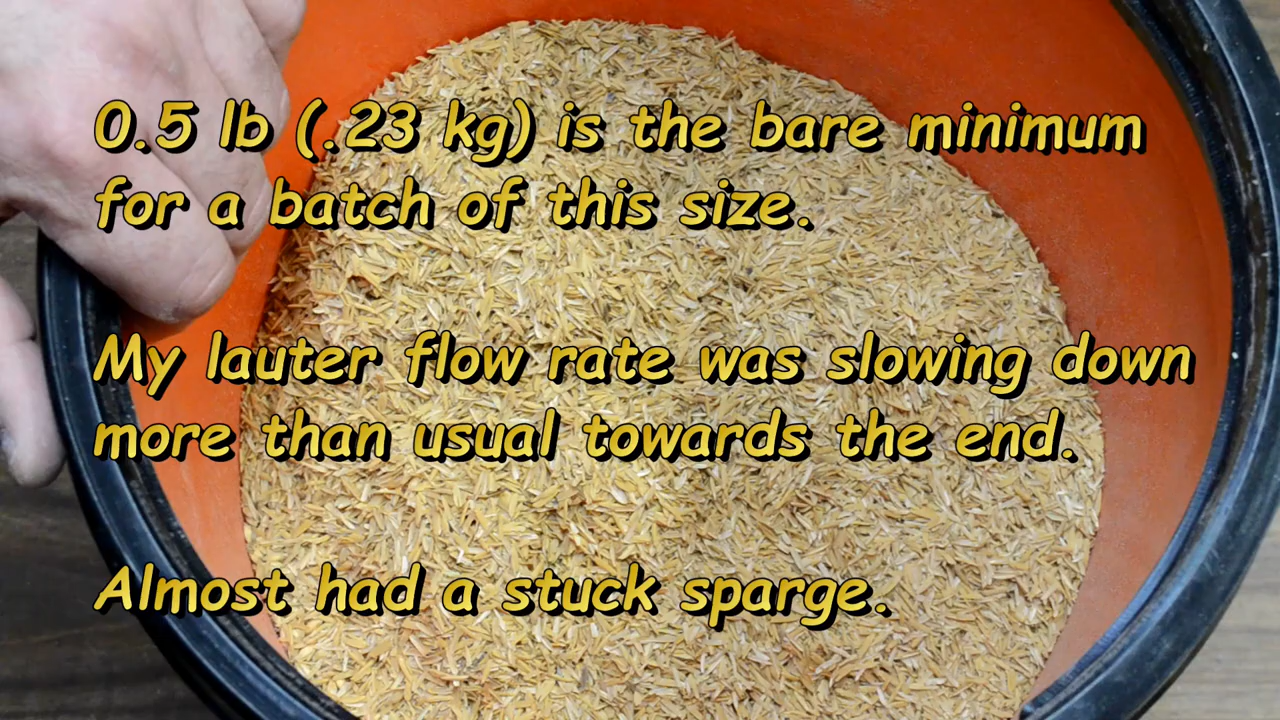 0.5 lb (.23 kg) is the bare minimum
for a batch of this size.
My lauter flow rate was slowing down
more than usual towards the end.
Almost had a stuck sparge.